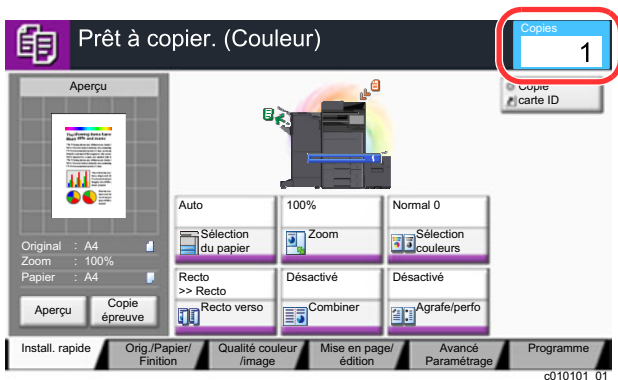 Prêt à copier. (Couleur)
Copies
1
Copie
carte ID
Aperçu
Original : A4
Zoom : 100%
Papier : A4
Aperçu
Copie
épreuve
Auto
Sélection
du papier
100%
Zoom
Normal 0
Sélection
couleurs
Recto
>> Recto
Recto verso
Désactivé
Combiner
Désactivé
Agrafe/perfo
Install. rapide
Orig./Papier/
Finition
Qualité couleur
/image
Mise en page/
édition
Avancé
Paramétrage
Programme
c010101_01